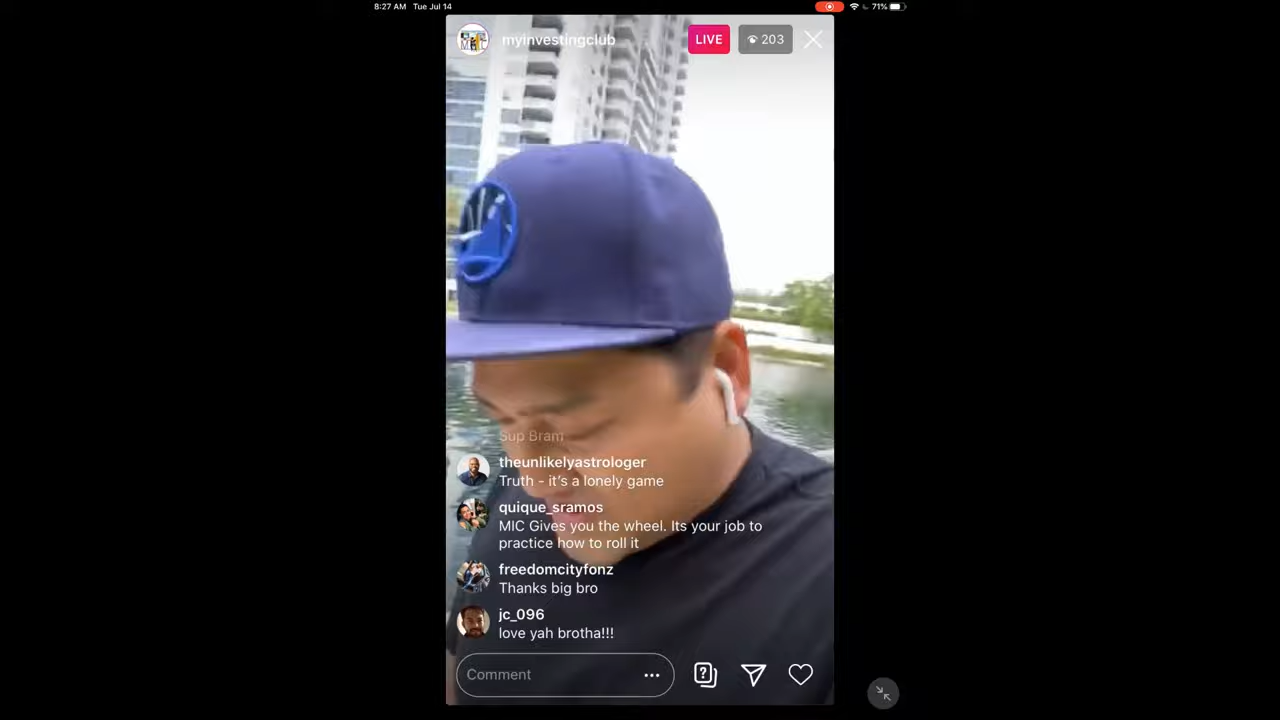 8:27 AM Tue Jul 14
71%
myinvestingclub
LIVE
203
Sup Bram
theunlikelyastrologer
Truth - it's a lonely game
quique_sramos
MIC Gives you the wheel. Its your job to
practice how to roll it
freedomcityfonz
Thanks big bro
jc_096
love yah brotha!!!
Comment